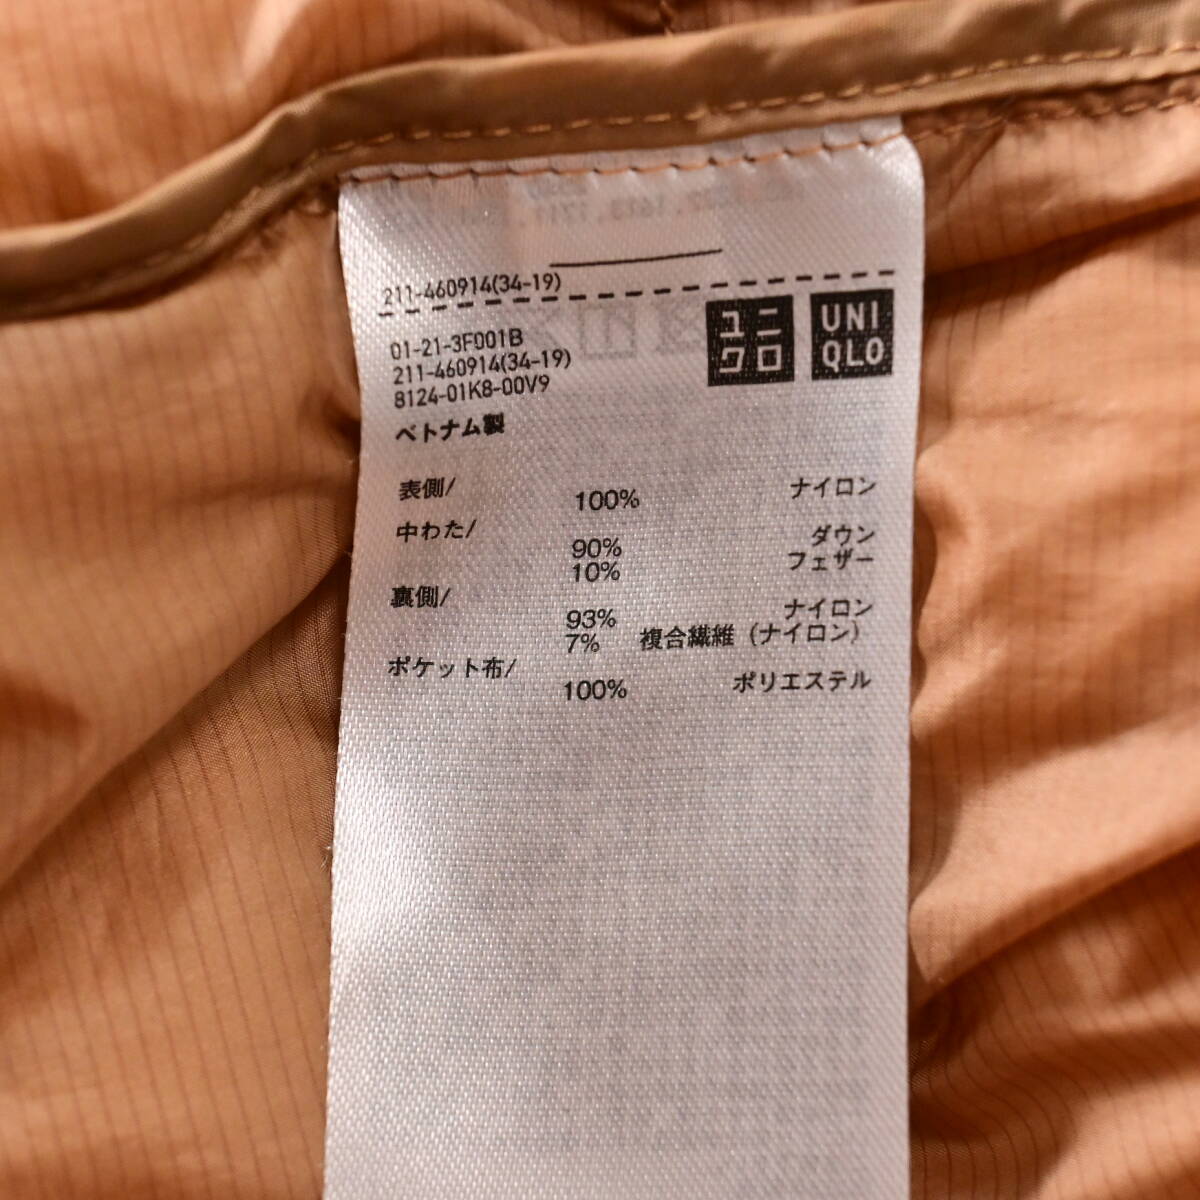 211-460914(34-19)
ユニクロ
UNIQLO
01-21-3F001B
211-460914(34-19)
8124-01K8-00V9
ベトナム製
表側/ 100% ナイロン
中わた/ 90% ダウン
10% フェザー
裏側/ 93% ナイロン
7% 複合繊維(ナイロン)
ポケット布/ 100% ポリエステル